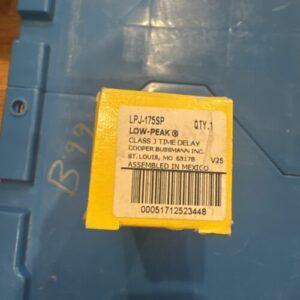 LPJ-175SP QTY.1
LOW-PEAK ®
CLASS J TIME DELAY
COOPER BUSSMANN INC.
ST. LOUIS, MO 63178 V25
ASSEMBLED IN MEXICO
00051712523448